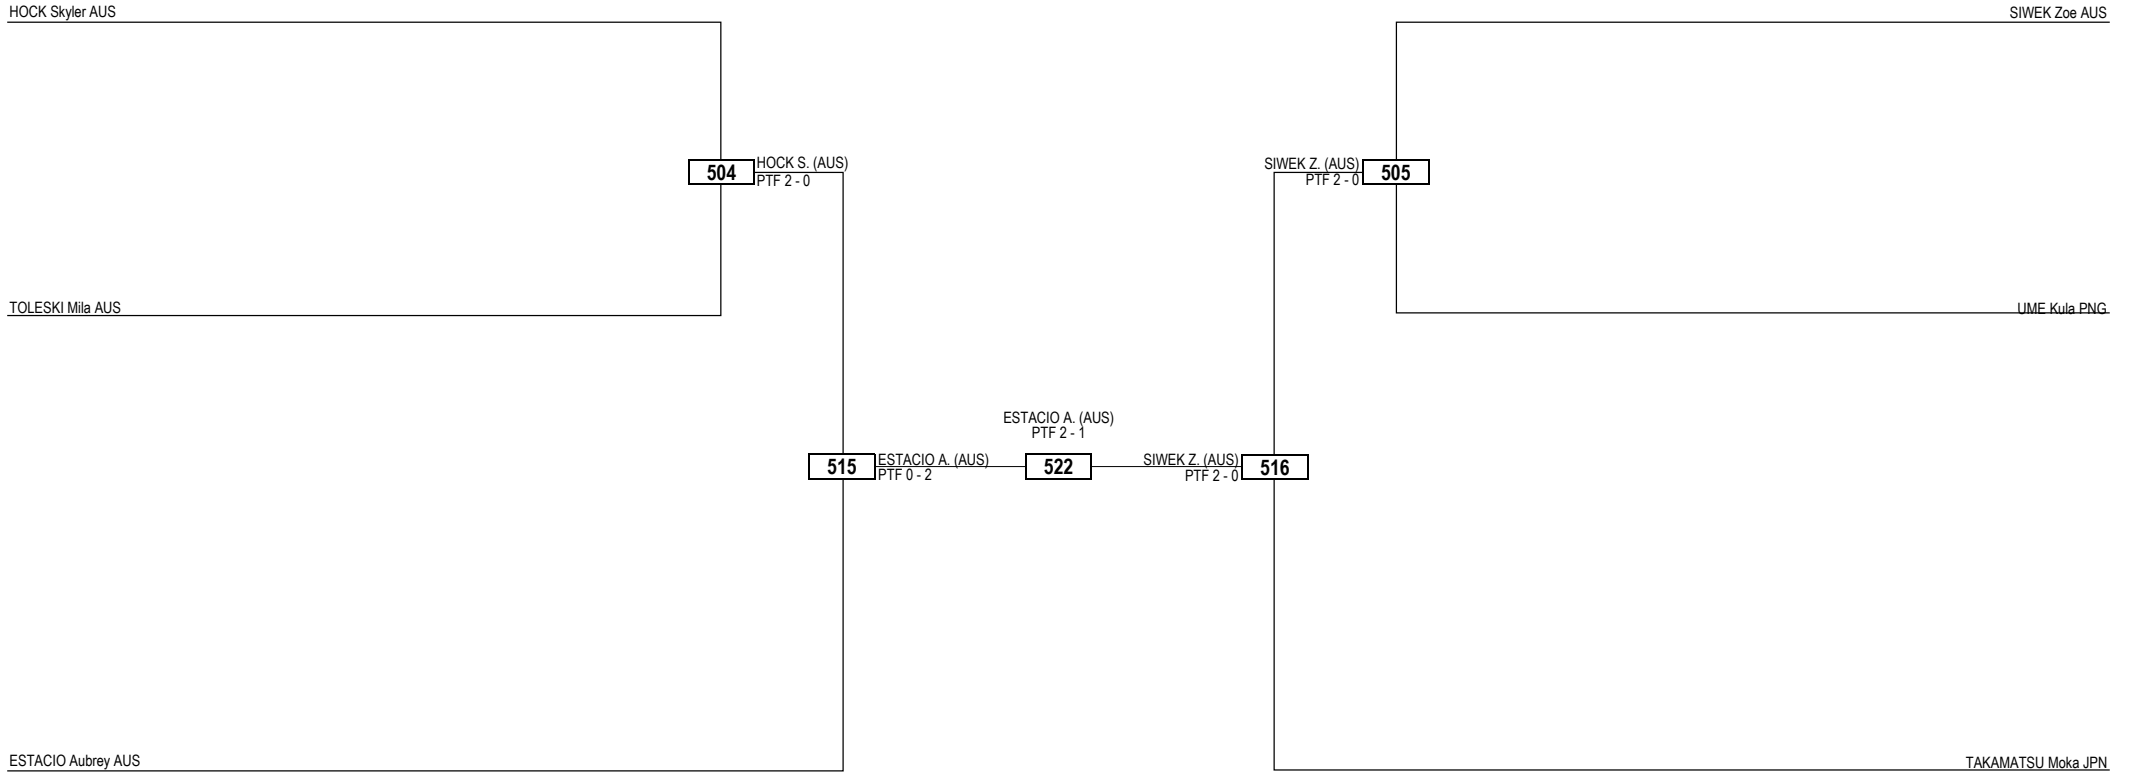 HOCK Skyler AUS
SIWEK Zoe AUS
HOCK S. (AUS)
504
PTF 2 - 0
SIWEK Z. (AUS)
505
PTF 2 - 0
TOLESKI Mila AUS
UME Kula PNG
ESTACIO A. (AUS)
PTF 2 - 1
515
ESTACIO A. (AUS)
PTF 0 - 2
522
SIWEK Z. (AUS)
PTF 2 - 0
516
ESTACIO Aubrey AUS
TAKAMATSU Moka JPN